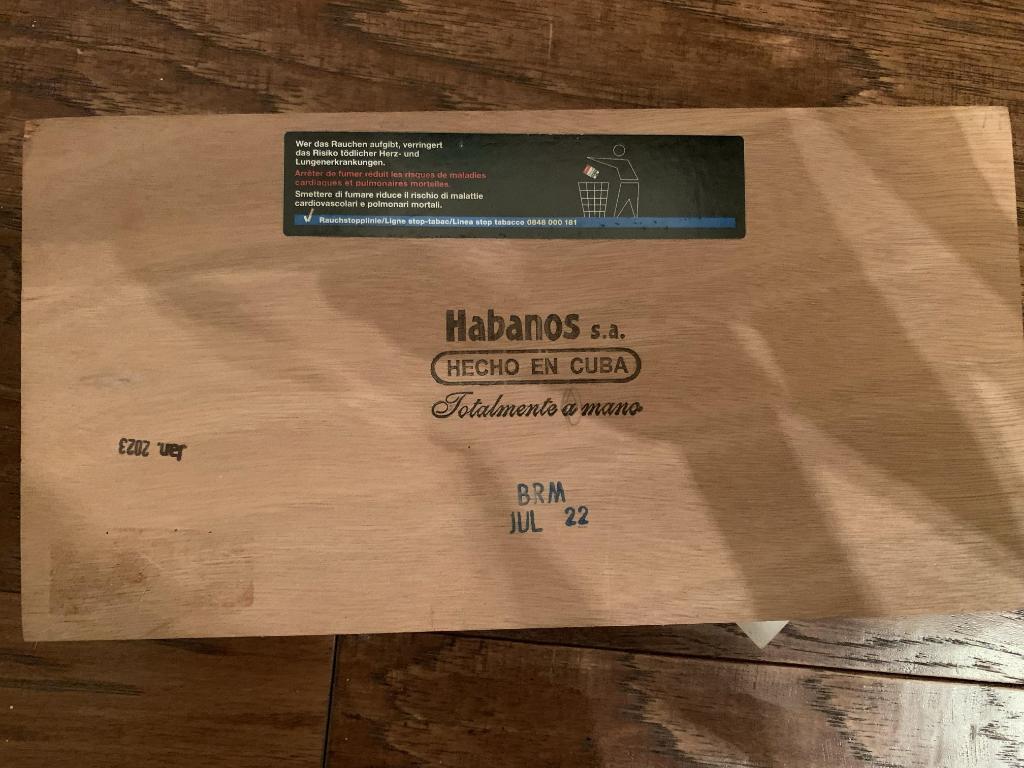 Wer das Rauchen aufgibt, verringert
das Risiko tödlicher Herz- und
Lungenerkrankungen.
Arrêter de fumer réduit les risques de maladies
cardiaques et pulmonaires mortelles.
Smettere di fumare riduce il rischio di malattie
cardiovascolari e polmonari mortali.
Rauchstopplinie/Ligne stop-tabac/Linea stop tabacco 0848 000 181
Habanos s.a.
HECHO EN CUBA
Totalmente a mano
Jan. 2023
BRM
JUL 22